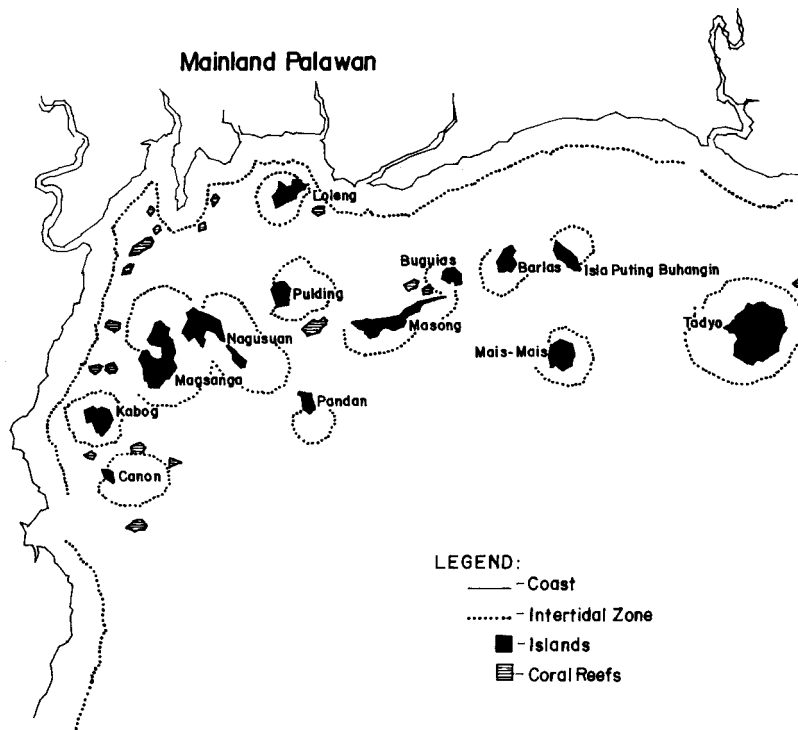 Mainland Palawan
Loleng
Buguias
Barlas
Isla Puting Buhangin
Pulding
Masong
Tadyo
Nagusuan
Mais-Mais
Magsanga
Pandan
Kabog
Canon
LEGEND:
- Coast
- Intertidal Zone
- Islands
- Coral Reefs